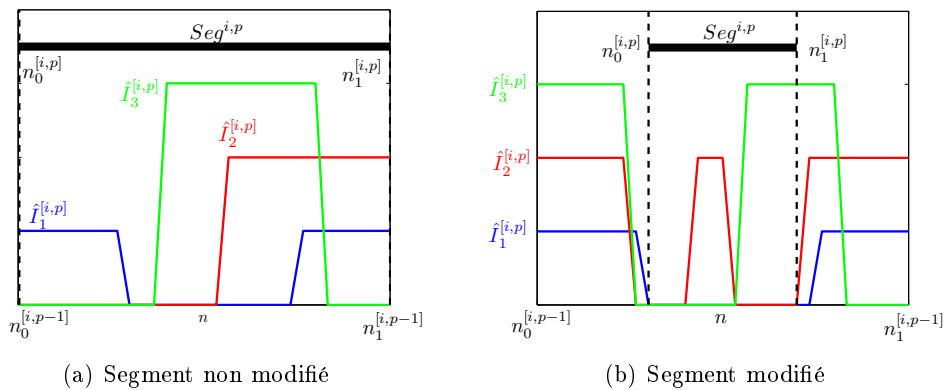 Seg^{i,p}
n_0^{[i,p]}
n_1^{[i,p]}
Î_3^{[i,p]}
Î_2^{[i,p]}
Î_1^{[i,p]}
n_0^{[i,p-1]}
n
n_1^{[i,p-1]}
(a) Segment non modifié
Seg^{i,p}
n_0^{[i,p]}
n_1^{[i,p]}
Î_3^{[i,p]}
Î_2^{[i,p]}
Î_1^{[i,p]}
n_0^{[i,p-1]}
n
n_1^{[i,p-1]}
(b) Segment modifié